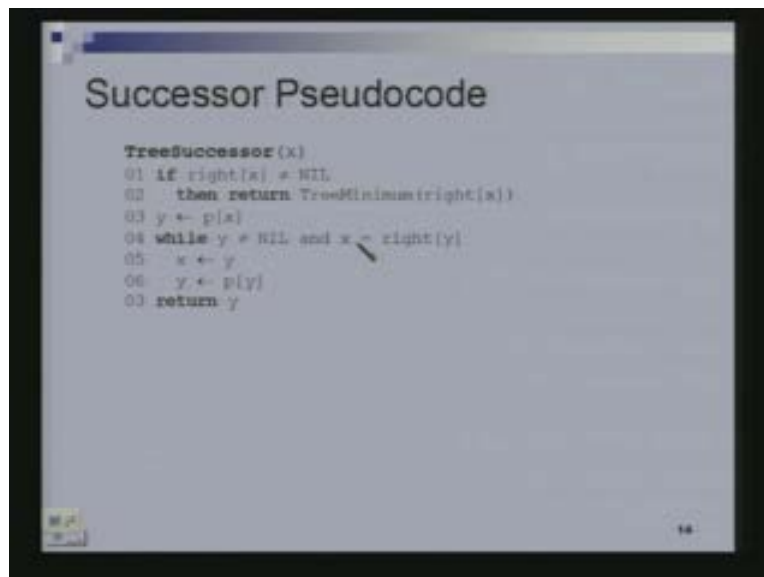 Successor Pseudocode
TreeSuccessor(x)
01 if right[x] ≠ NIL
02 then return TreeMinimum(right[x])
03 y ← p[x]
04 while y ≠ NIL and x = right[y]
05 x ← y
06 y ← p[y]
03 return y
14